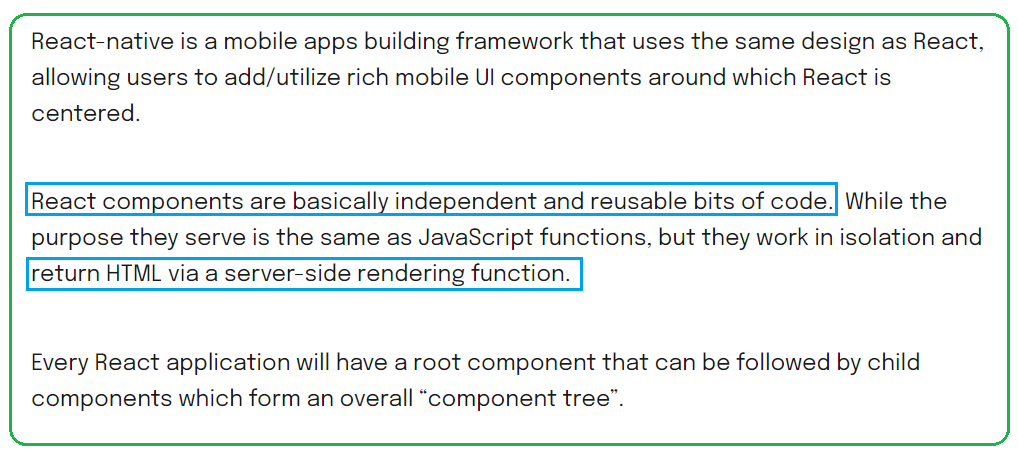 React-native is a mobile apps building framework that uses the same design as React,
allowing users to add/utilize rich mobile UI components around which React is
centered.
React components are basically independent and reusable bits of code. While the
purpose they serve is the same as JavaScript functions, but they work in isolation and
return HTML via a server-side rendering function.
Every React application will have a root component that can be followed by child
components which form an overall “component tree”.